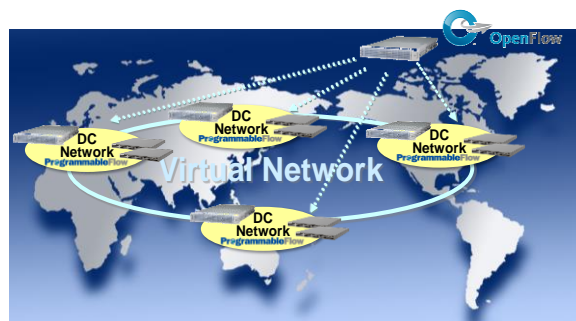 OpenFlow
DC
Network
ProgrammableFlow
DC
Network
ProgrammableFlow
DC
Network
ProgrammableFlow
Virtual Network
DC
Network
ProgrammableFlow